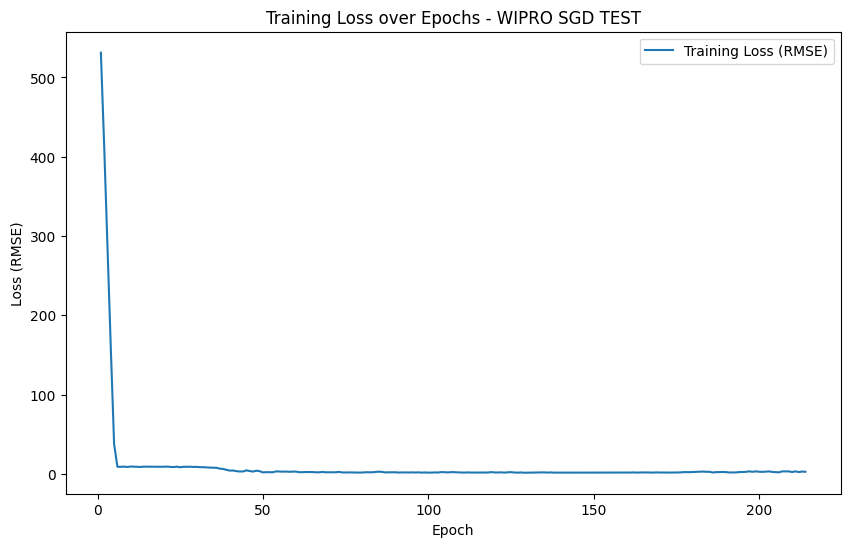 Training Loss over Epochs - WIPRO SGD TEST
Training Loss (RMSE)
Loss (RMSE)
500
400
300
200
100
0
0 50 100 150 200
Epoch